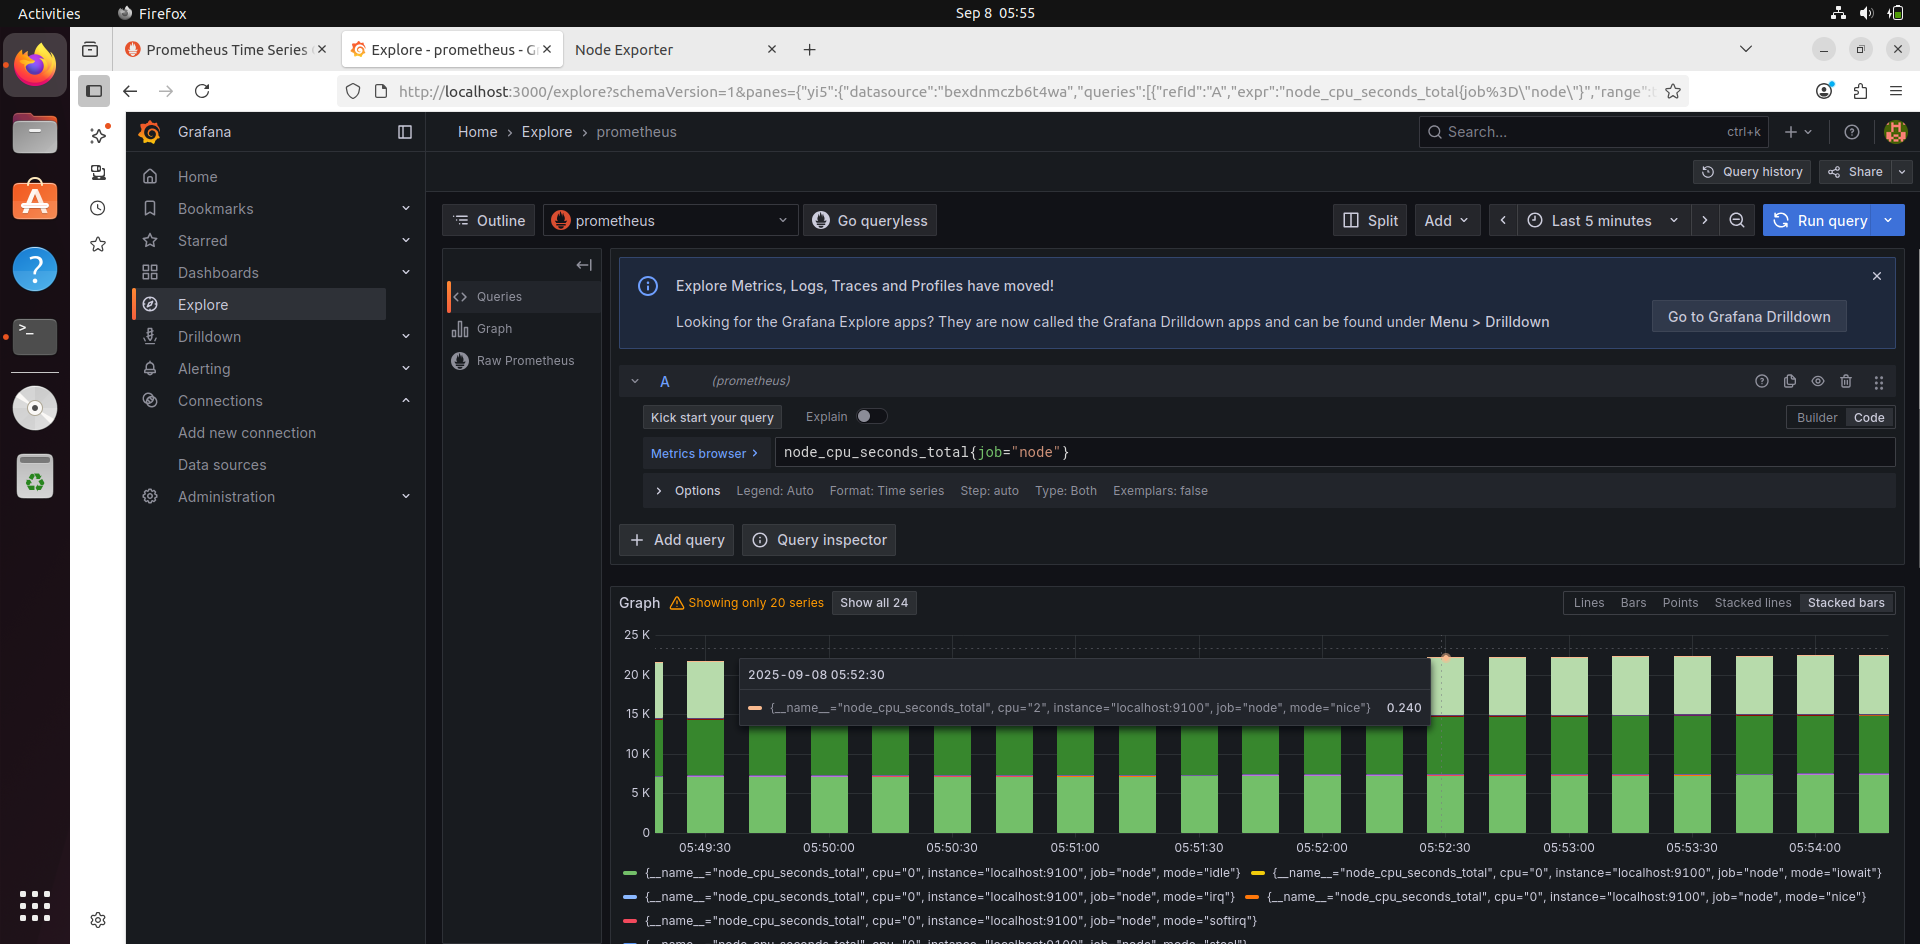 Activities
Firefox
Sep 8 05:55
Prometheus Time Series
Explore - prometheus - G
Node Exporter
http://localhost:3000/explore?schemaVersion=1&panes={"yi5":{"datasource":"bexdnmczb6t4wa","queries":[{"refId":"A","expr":"node_cpu_seconds_total{job%3D\"node\"}","range":
Grafana
Home › Explore › prometheus
Search... ctrl+k
Query history
Share
Home
Bookmarks
Starred
Dashboards
Explore
Drilldown
Alerting
Connections
Add new connection
Data sources
Administration
Outline
prometheus
Go queryless
Split
Add
Last 5 minutes
Run query
Queries
Graph
Raw Prometheus
Explore Metrics, Logs, Traces and Profiles have moved!
Looking for the Grafana Explore apps? They are now called the Grafana Drilldown apps and can be found under Menu > Drilldown
Go to Grafana Drilldown
A (prometheus)
Kick start your query
Explain
Builder
Code
Metrics browser >
node_cpu_seconds_total{job="node"}
Options Legend: Auto Format: Time series Step: auto Type: Both Exemplars: false
+ Add query
Query inspector
Graph
Showing only 20 series
Show all 24
Lines
Bars
Points
Stacked lines
Stacked bars
25 K
20 K
15 K
10 K
5 K
0
2025-09-08 05:52:30
{__name__="node_cpu_seconds_total", cpu="2", instance="localhost:9100", job="node", mode="nice"} 0.240
05:49:30 05:50:00 05:50:30 05:51:00 05:51:30 05:52:00 05:52:30 05:53:00 05:53:30 05:54:00
{__name__="node_cpu_seconds_total", cpu="0", instance="localhost:9100", job="node", mode="idle"}
{__name__="node_cpu_seconds_total", cpu="0", instance="localhost:9100", job="node", mode="iowait"}
{__name__="node_cpu_seconds_total", cpu="0", instance="localhost:9100", job="node", mode="irq"}
{__name__="node_cpu_seconds_total", cpu="0", instance="localhost:9100", job="node", mode="nice"}
{__name__="node_cpu_seconds_total", cpu="0", instance="localhost:9100", job="node", mode="softirq"}
{__name__="node_cpu_seconds_total", cpu="0", instance="localhost:9100", job="node", mode="steal"}